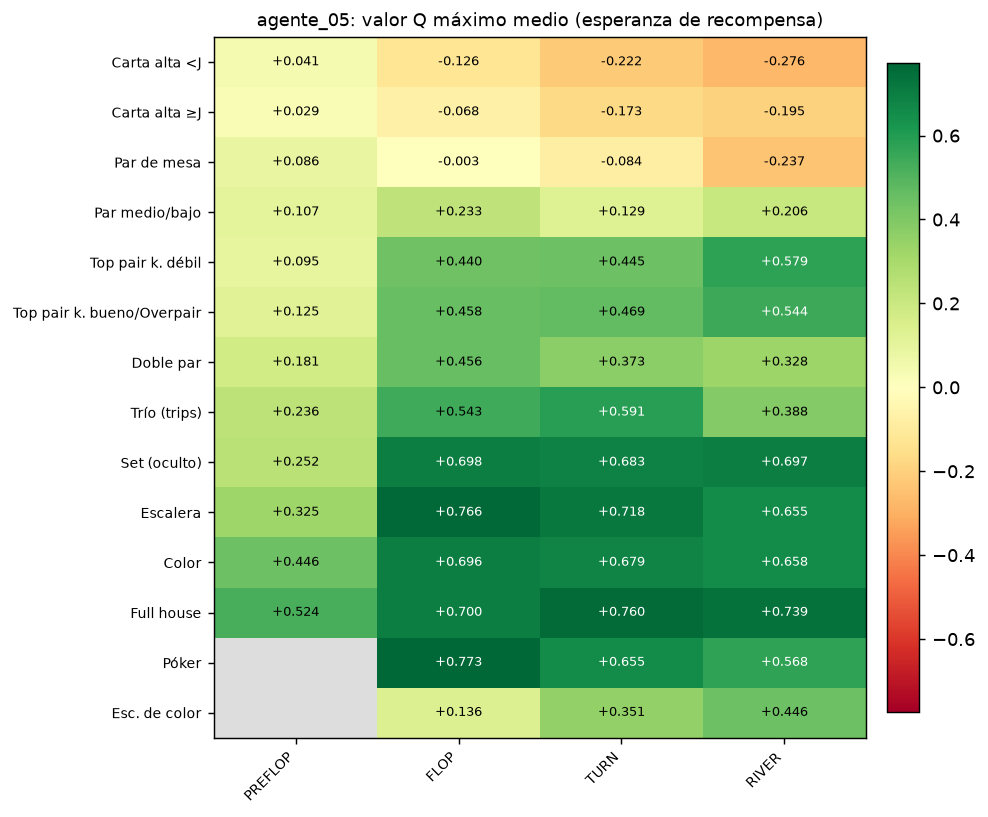 agente_05: valor Q máximo medio (esperanza de recompensa)
Carta alta <J +0.041 -0.126 -0.222 -0.276
Carta alta ≥J +0.029 -0.068 -0.173 -0.195
Par de mesa +0.086 -0.003 -0.084 -0.237
Par medio/bajo +0.107 +0.233 +0.129 +0.206
Top pair k. débil +0.095 +0.440 +0.445 +0.579
Top pair k. bueno/Overpair +0.125 +0.458 +0.469 +0.544
Doble par +0.181 +0.456 +0.373 +0.328
Trío (trips) +0.236 +0.543 +0.591 +0.388
Set (oculto) +0.252 +0.698 +0.683 +0.697
Escalera +0.325 +0.766 +0.718 +0.655
Color +0.446 +0.696 +0.679 +0.658
Full house +0.524 +0.700 +0.760 +0.739
Póker +0.773 +0.655 +0.568
Esc. de color +0.136 +0.351 +0.446
PREFLOP FLOP TURN RIVER
0.6
0.4
0.2
0.0
−0.2
−0.4
−0.6